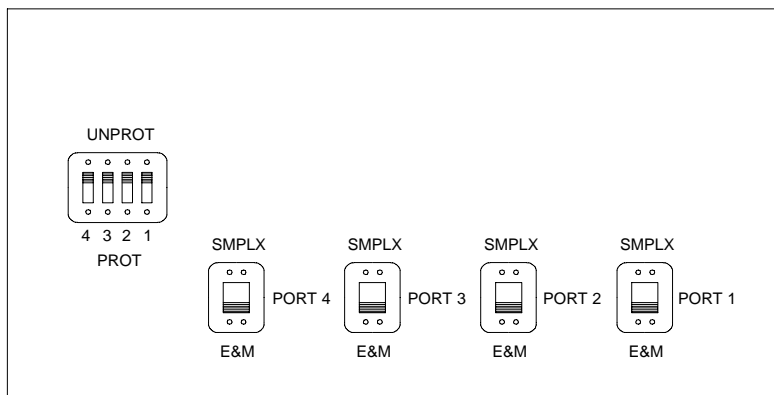 UNPROT
4 3 2 1
PROT
SMPLX SMPLX SMPLX SMPLX
PORT 4 PORT 3 PORT 2 PORT 1
E&M E&M E&M E&M